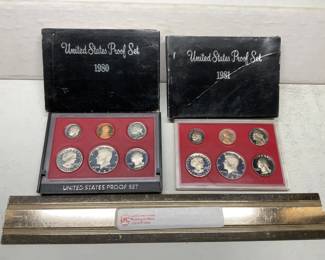 United States Proof Set
1980
United States Proof Set
1981
UNITED STATES PROOF SET